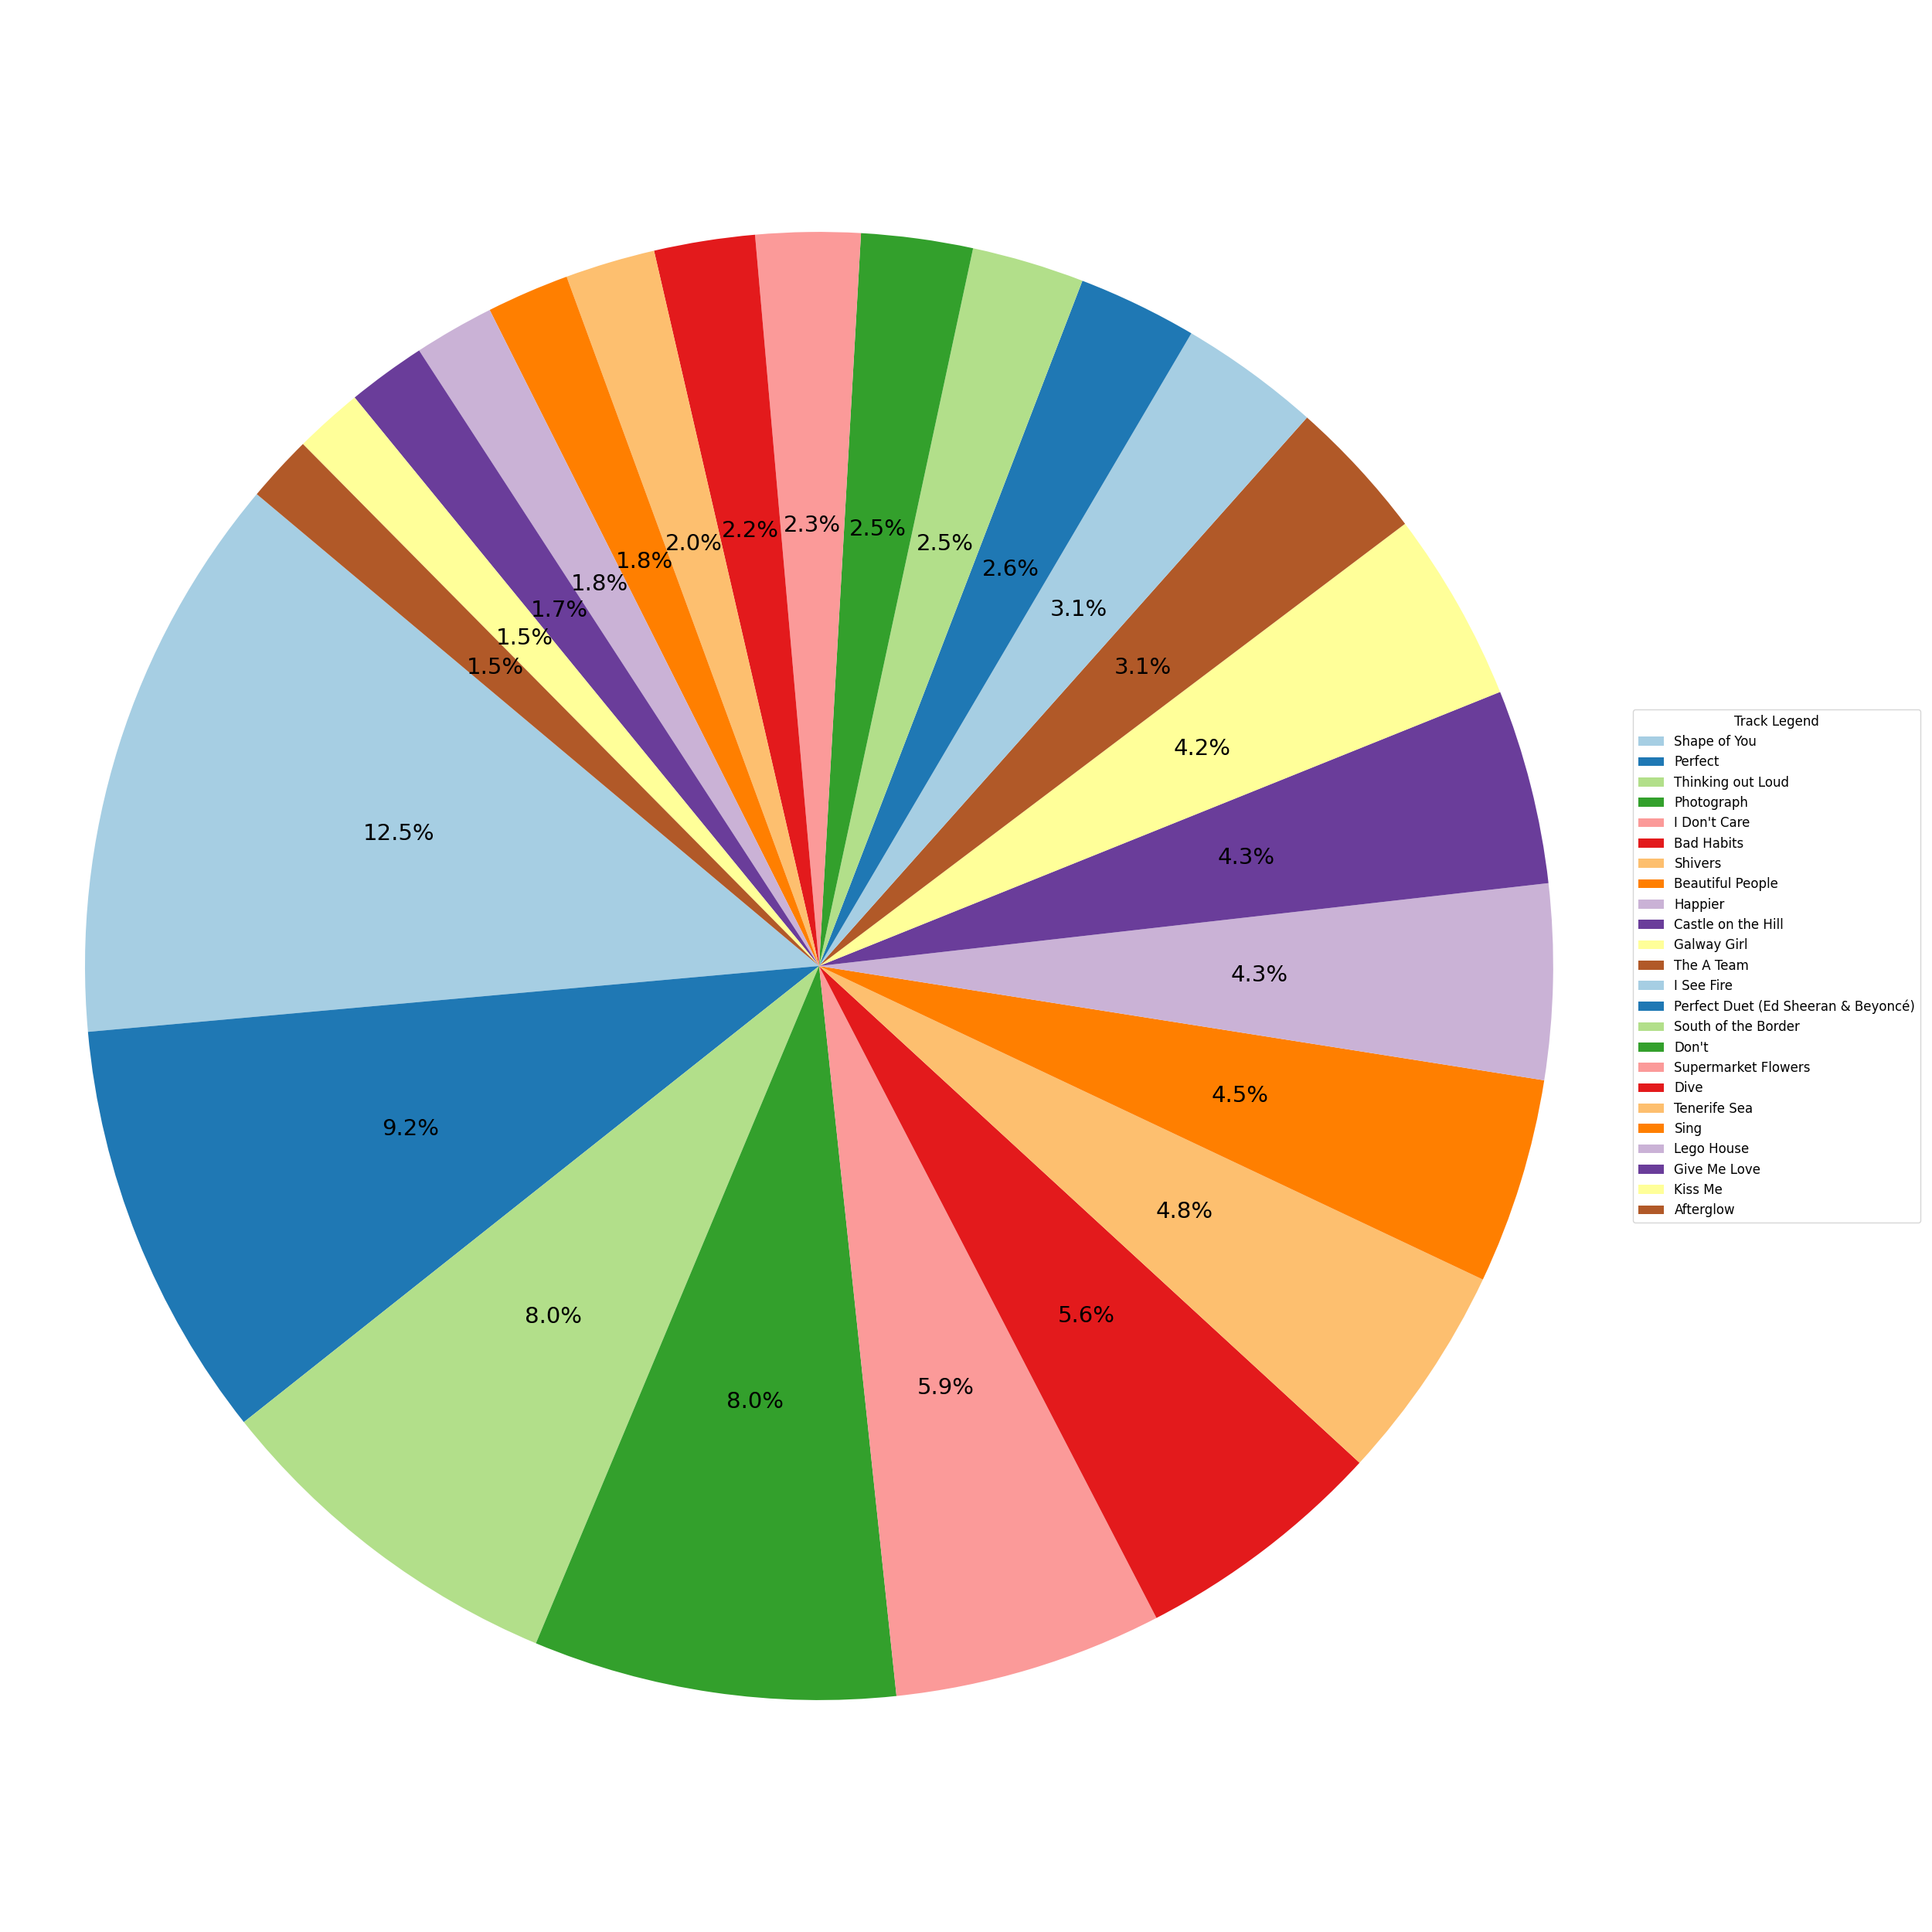 2.3%
2.2%
2.5%
2.0%
2.5%
1.8%
2.6%
1.8%
1.7%
3.1%
1.5%
1.5%
3.1%
4.2%
12.5%
4.3%
4.3%
4.5%
9.2%
4.8%
8.0%
5.6%
5.9%
8.0%
Track Legend
Shape of You
Perfect
Thinking out Loud
Photograph
I Don't Care
Bad Habits
Shivers
Beautiful People
Happier
Castle on the Hill
Galway Girl
The A Team
I See Fire
Perfect Duet (Ed Sheeran & Beyoncé)
South of the Border
Don't
Supermarket Flowers
Dive
Tenerife Sea
Sing
Lego House
Give Me Love
Kiss Me
Afterglow